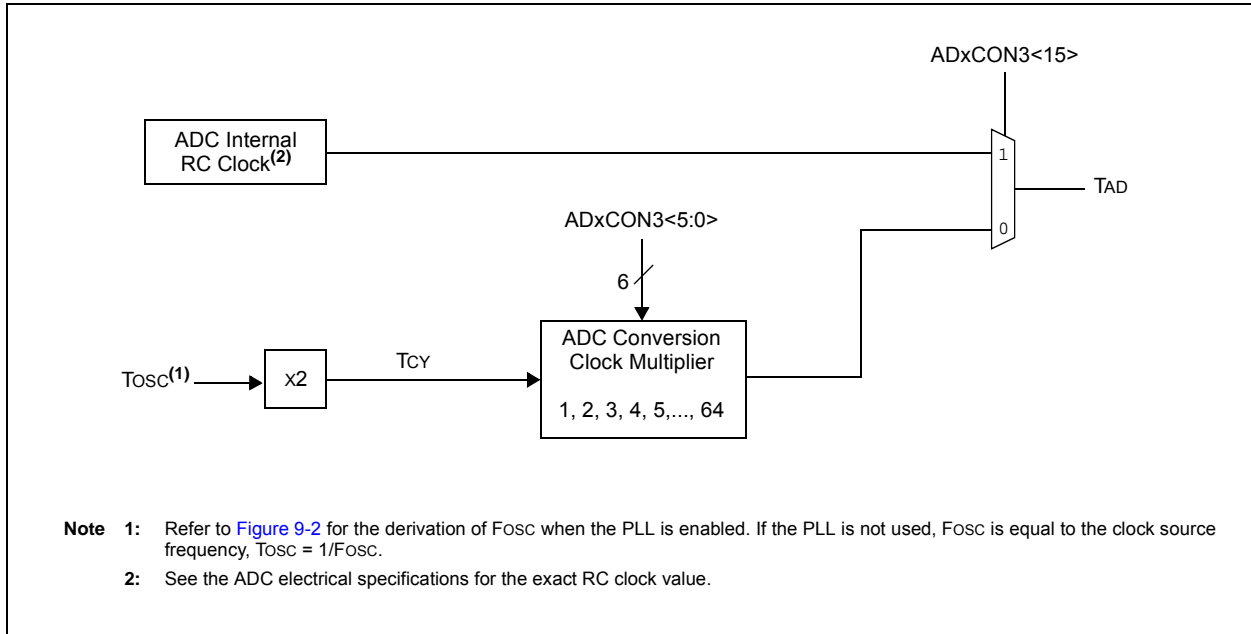 ADxCON3<15>
ADC Internal
RC Clock(2)
1
TAD
ADxCON3<5:0>
0
6
ADC Conversion
Clock Multiplier
TOSC(1)
X2
TCY
1, 2, 3, 4, 5,..., 64
Note 1: Refer to Figure 9-2 for the derivation of FOSC when the PLL is enabled. If the PLL is not used, FOSC is equal to the clock source
frequency, TOSC = 1/FOSC.
2: See the ADC electrical specifications for the exact RC clock value.